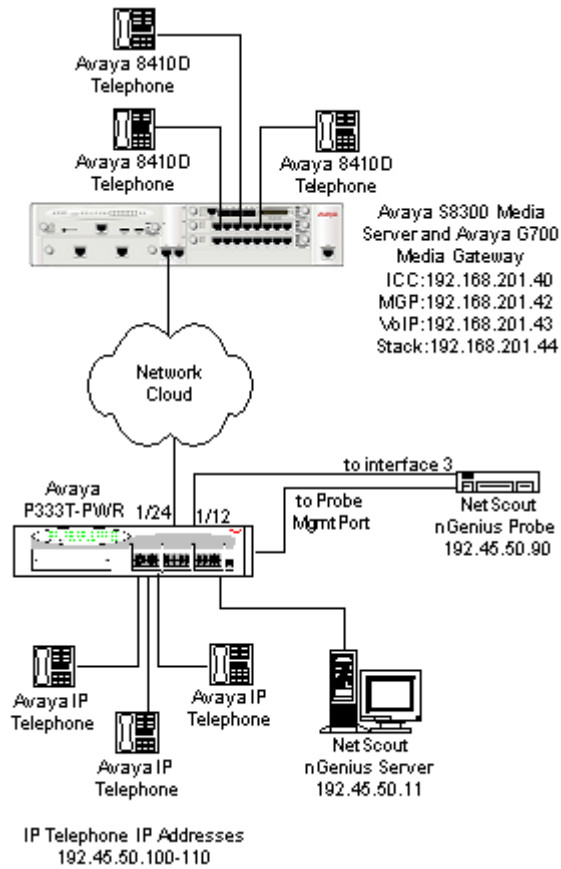 Avaya 8410D
Telephone
Avaya 8410D
Telephone
Avaya 8410D
Telephone
AVAYA
Avaya S8300 Media
Server and Avaya G700
Media Gateway
ICC:192.168.201.40
MGP:192.168.201.42
VoIP:192.168.201.43
Stack:192.168.201.44
Network
Cloud
to interface 3
Avaya
P333T-PWR
1/24
1/12
to Probe
Mgmt Port
NetScout
nGenius Probe
192.45.50.90
Avaya IP
Telephone
Avaya IP
Telephone
Avaya IP
Telephone
NetScout
nGenius Server
192.45.50.11
IP Telephone IP Addresses
192.45.50.100-110